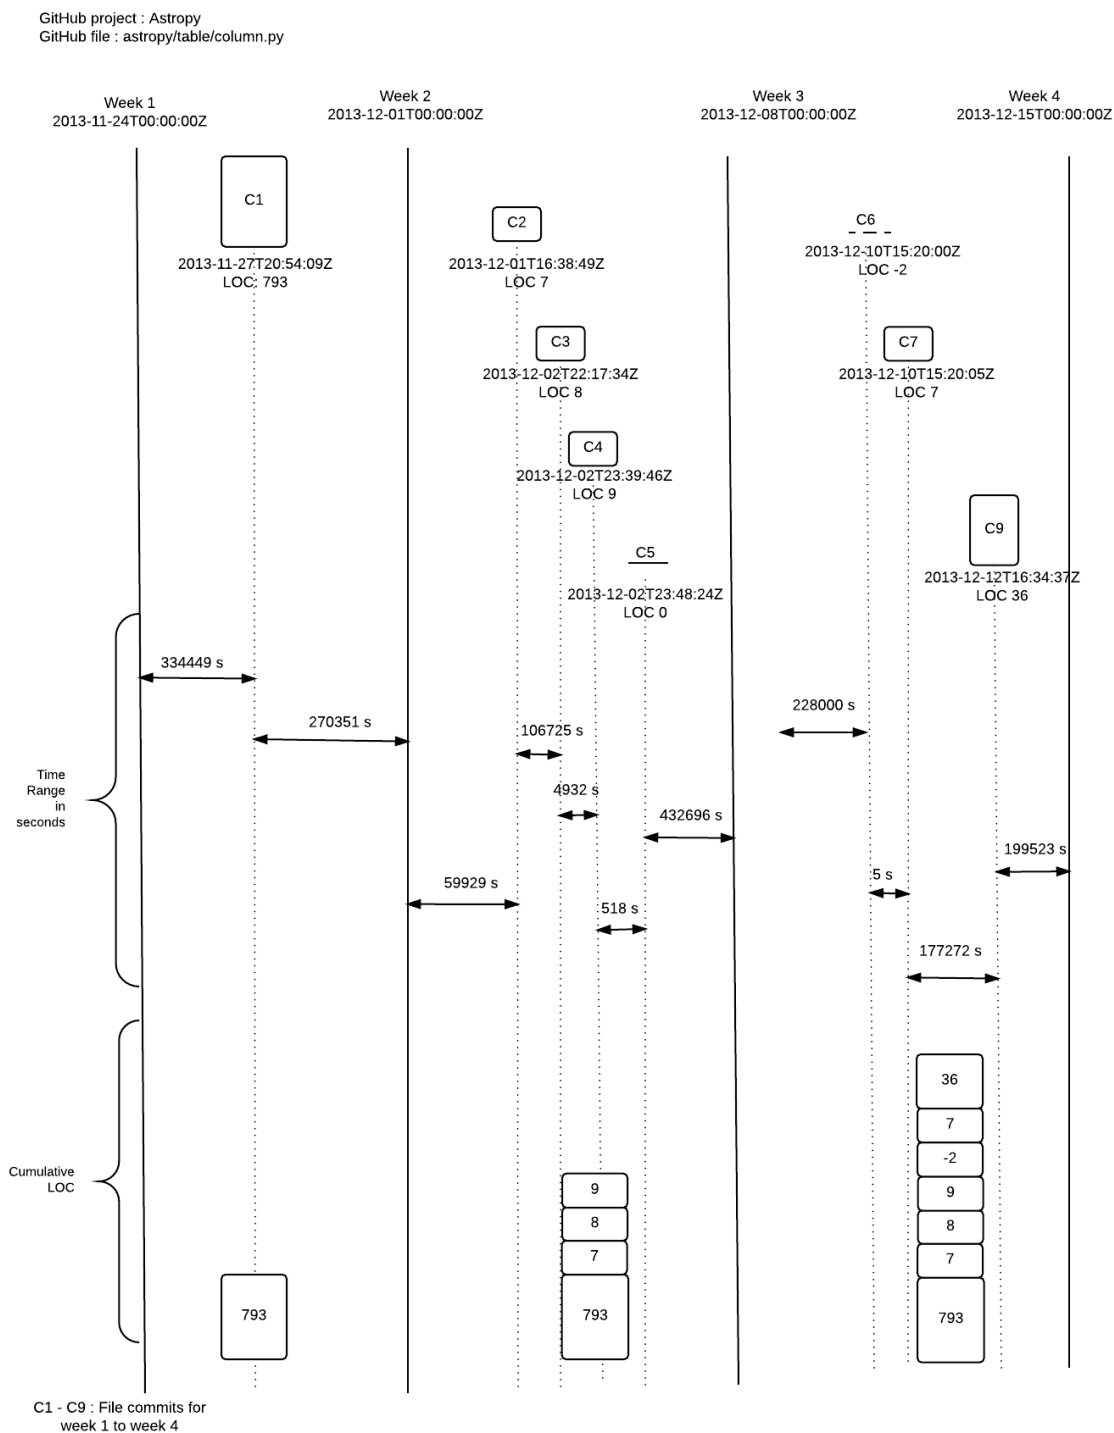 GitHub project : Astropy
GitHub file : astropy/table/column.py
Week 1
2013-11-24T00:00:00Z
Week 2
2013-12-01T00:00:00Z
Week 3
2013-12-08T00:00:00Z
Week 4
2013-12-15T00:00:00Z
C1
2013-11-27T20:54:09Z
LOC: 793
C2
2013-12-01T16:38:49Z
LOC 7
C6
2013-12-10T15:20:00Z
LOC -2
C3
2013-12-02T22:17:34Z
LOC 8
C7
2013-12-10T15:20:05Z
LOC 7
C4
2013-12-02T23:39:46Z
LOC 9
C9
2013-12-12T16:34:37Z
LOC 36
C5
2013-12-02T23:48:24Z
LOC 0
334449 s
270351 s
106725 s
228000 s
Time
Range
in
seconds
4932 s
432696 s
199523 s
59929 s
5 s
518 s
177272 s
Cumulative
LOC
793
9
8
7
793
36
7
-2
9
8
7
793
C1 - C9 : File commits for
week 1 to week 4